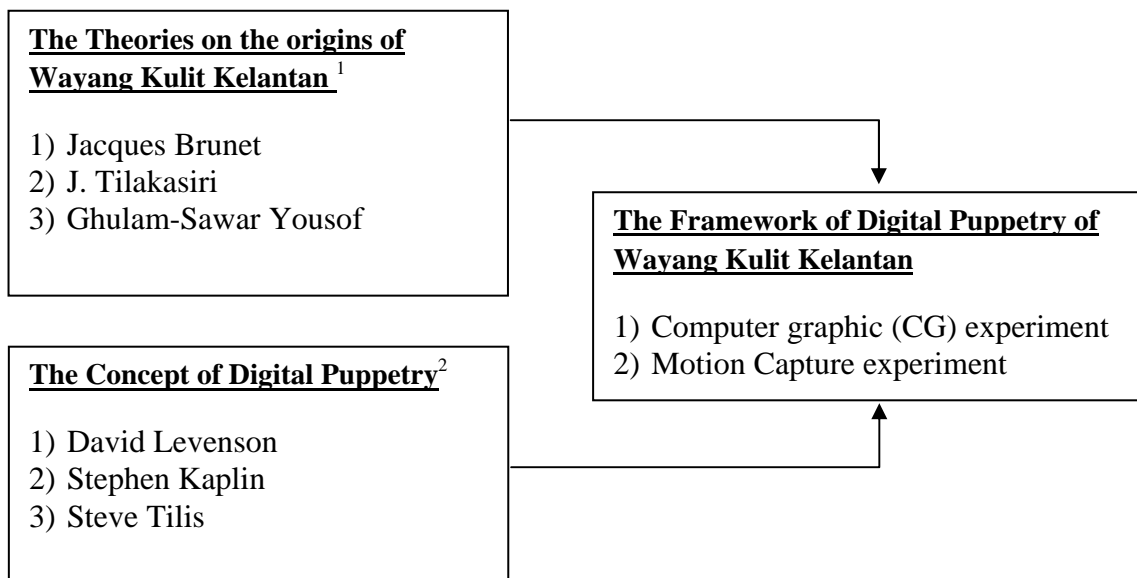 The Theories on the origins of
Wayang Kulit Kelantan 1
1) Jacques Brunet
2) J. Tilakasiri
3) Ghulam-Sawar Yousof
The Concept of Digital Puppetry2
1) David Levenson
2) Stephen Kaplin
3) Steve Tilis
The Framework of Digital Puppetry of
Wayang Kulit Kelantan
1) Computer graphic (CG) experiment
2) Motion Capture experiment